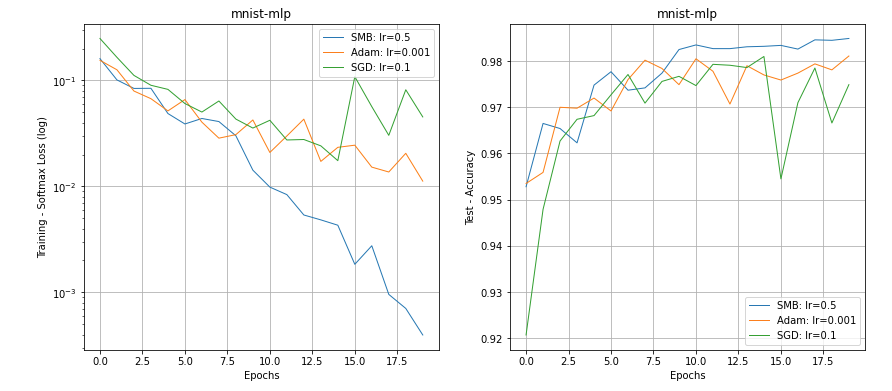 mnist-mlp
Training - Softmax Loss (log)
10⁻¹
10⁻²
10⁻³
SMB: lr=0.5
Adam: lr=0.001
SGD: lr=0.1
0.0 2.5 5.0 7.5 10.0 12.5 15.0 17.5
Epochs
mnist-mlp
Test - Accuracy
0.98
0.97
0.96
0.95
0.94
0.93
0.92
SMB: lr=0.5
Adam: lr=0.001
SGD: lr=0.1
0.0 2.5 5.0 7.5 10.0 12.5 15.0 17.5
Epochs